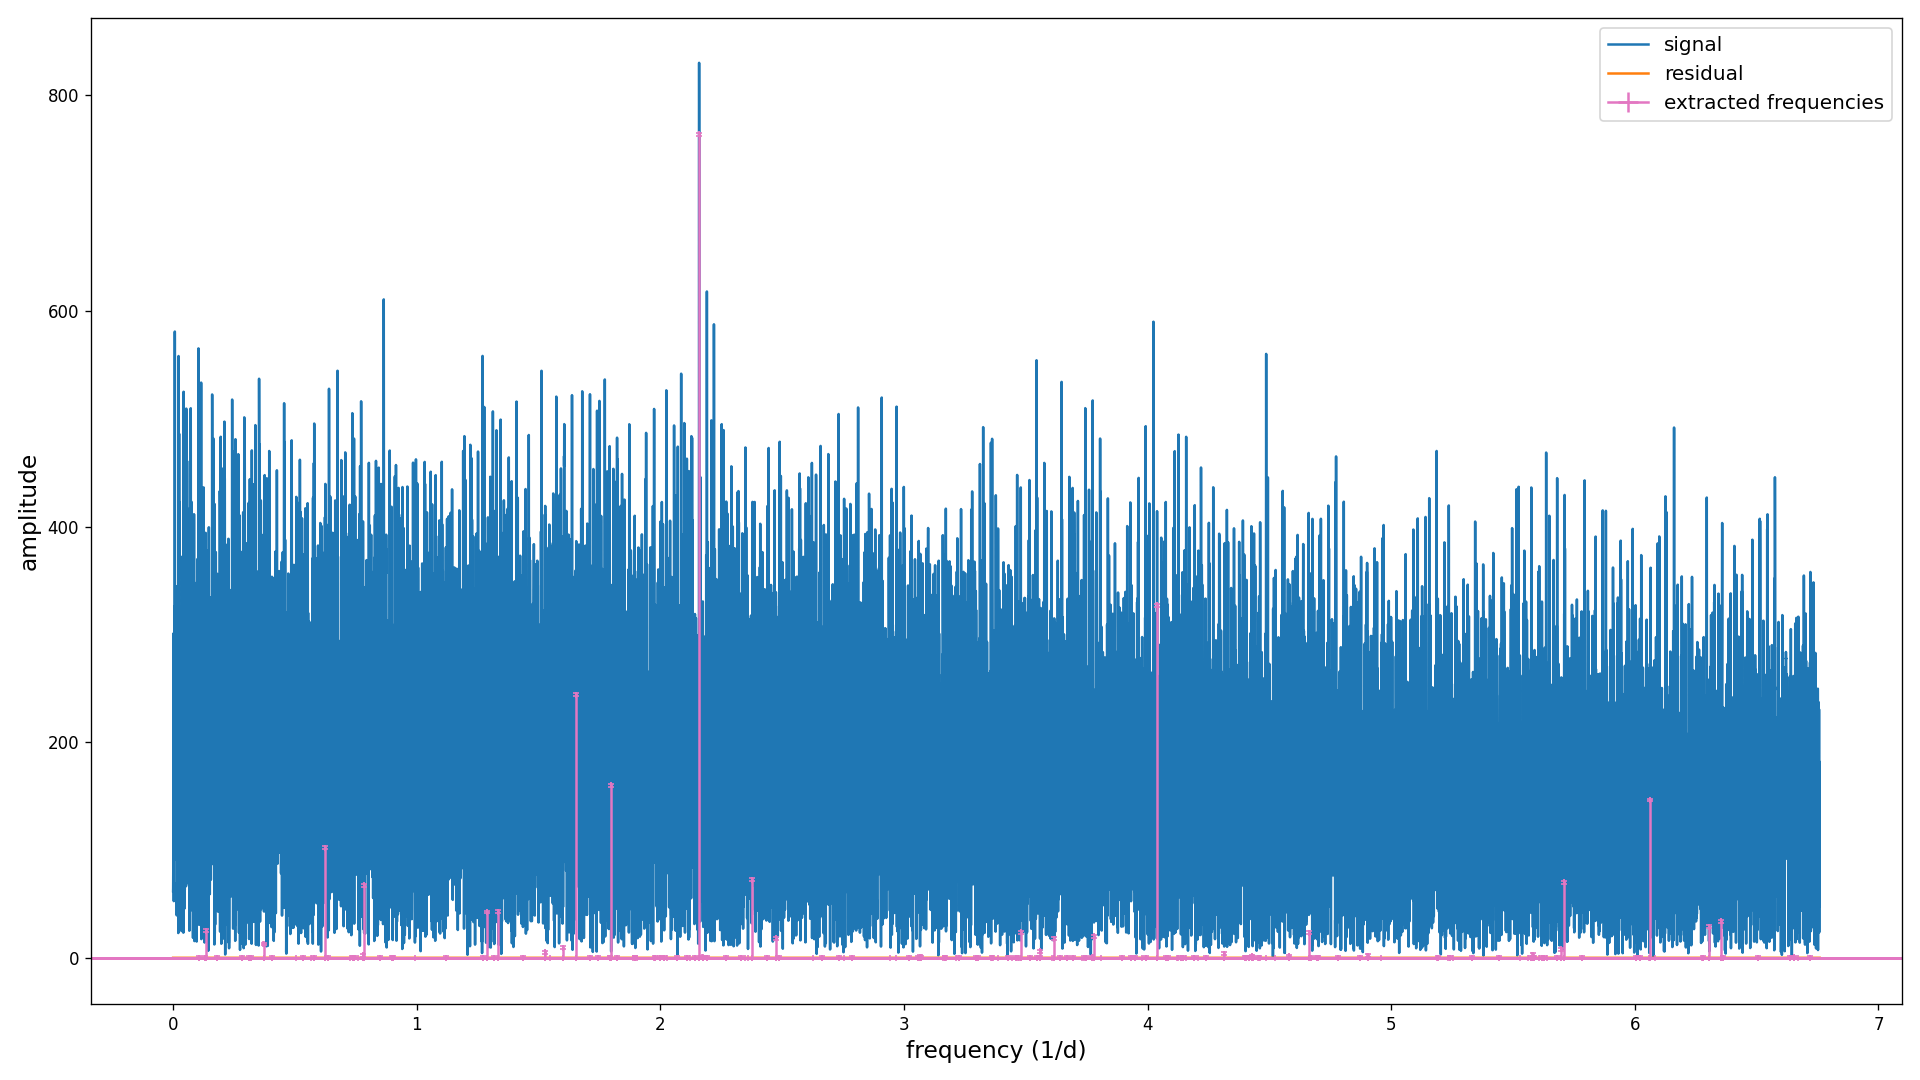 signal
residual
extracted frequencies
amplitude
800
600
400
200
0
0 1 2 3 4 5 6 7
frequency (1/d)